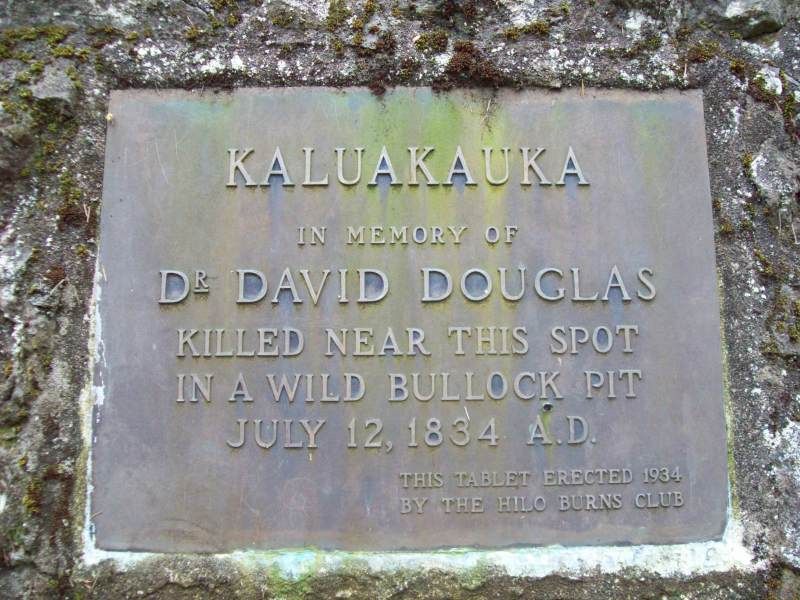 KALUAKAUKA
IN MEMORY OF
DR DAVID DOUGLAS
KILLED NEAR THIS SPOT
IN A WILD BULLOCK PIT
JULY 12, 1834 A.D.
THIS TABLET ERECTED 1934
BY THE HILO BURNS CLUB